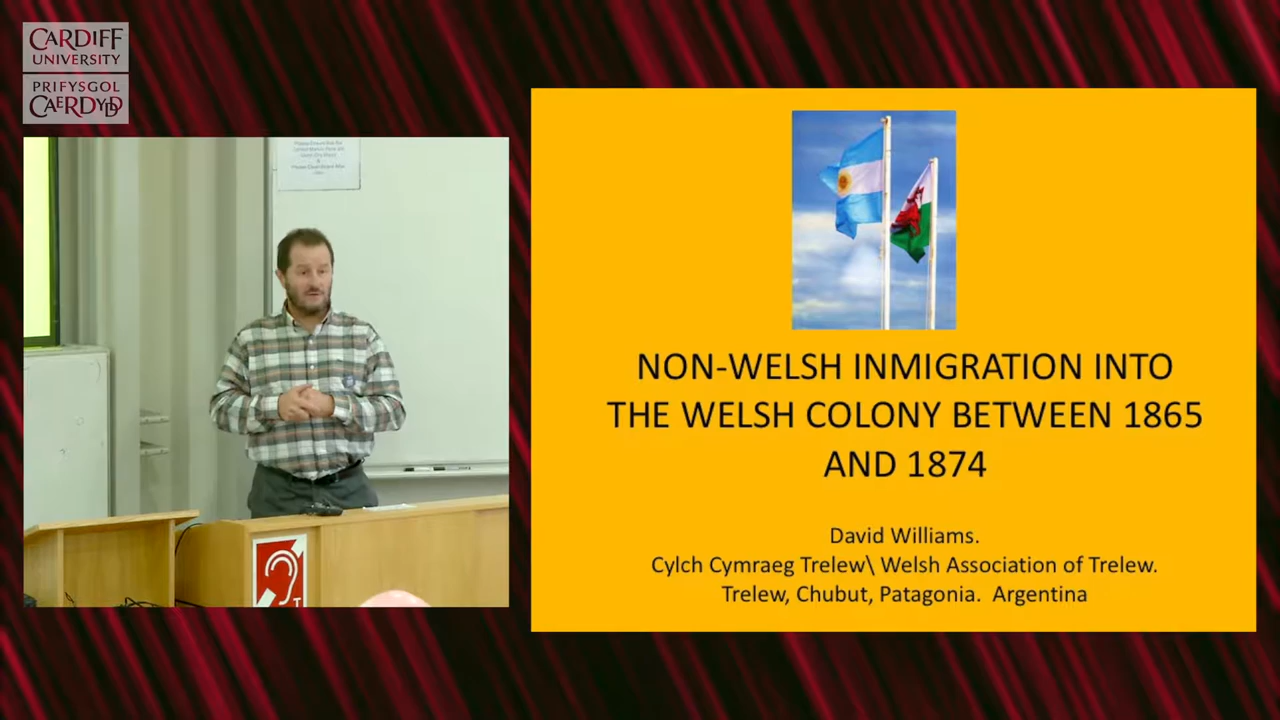 CARDIFF
UNIVERSITY
PRIFYSGOL
CAERDYDD
NON-WELSH INMIGRATION INTO
THE WELSH COLONY BETWEEN 1865
AND 1874
David Williams.
Cylch Cymraeg Trelew\ Welsh Association of Trelew.
Trelew, Chubut, Patagonia.  Argentina
T